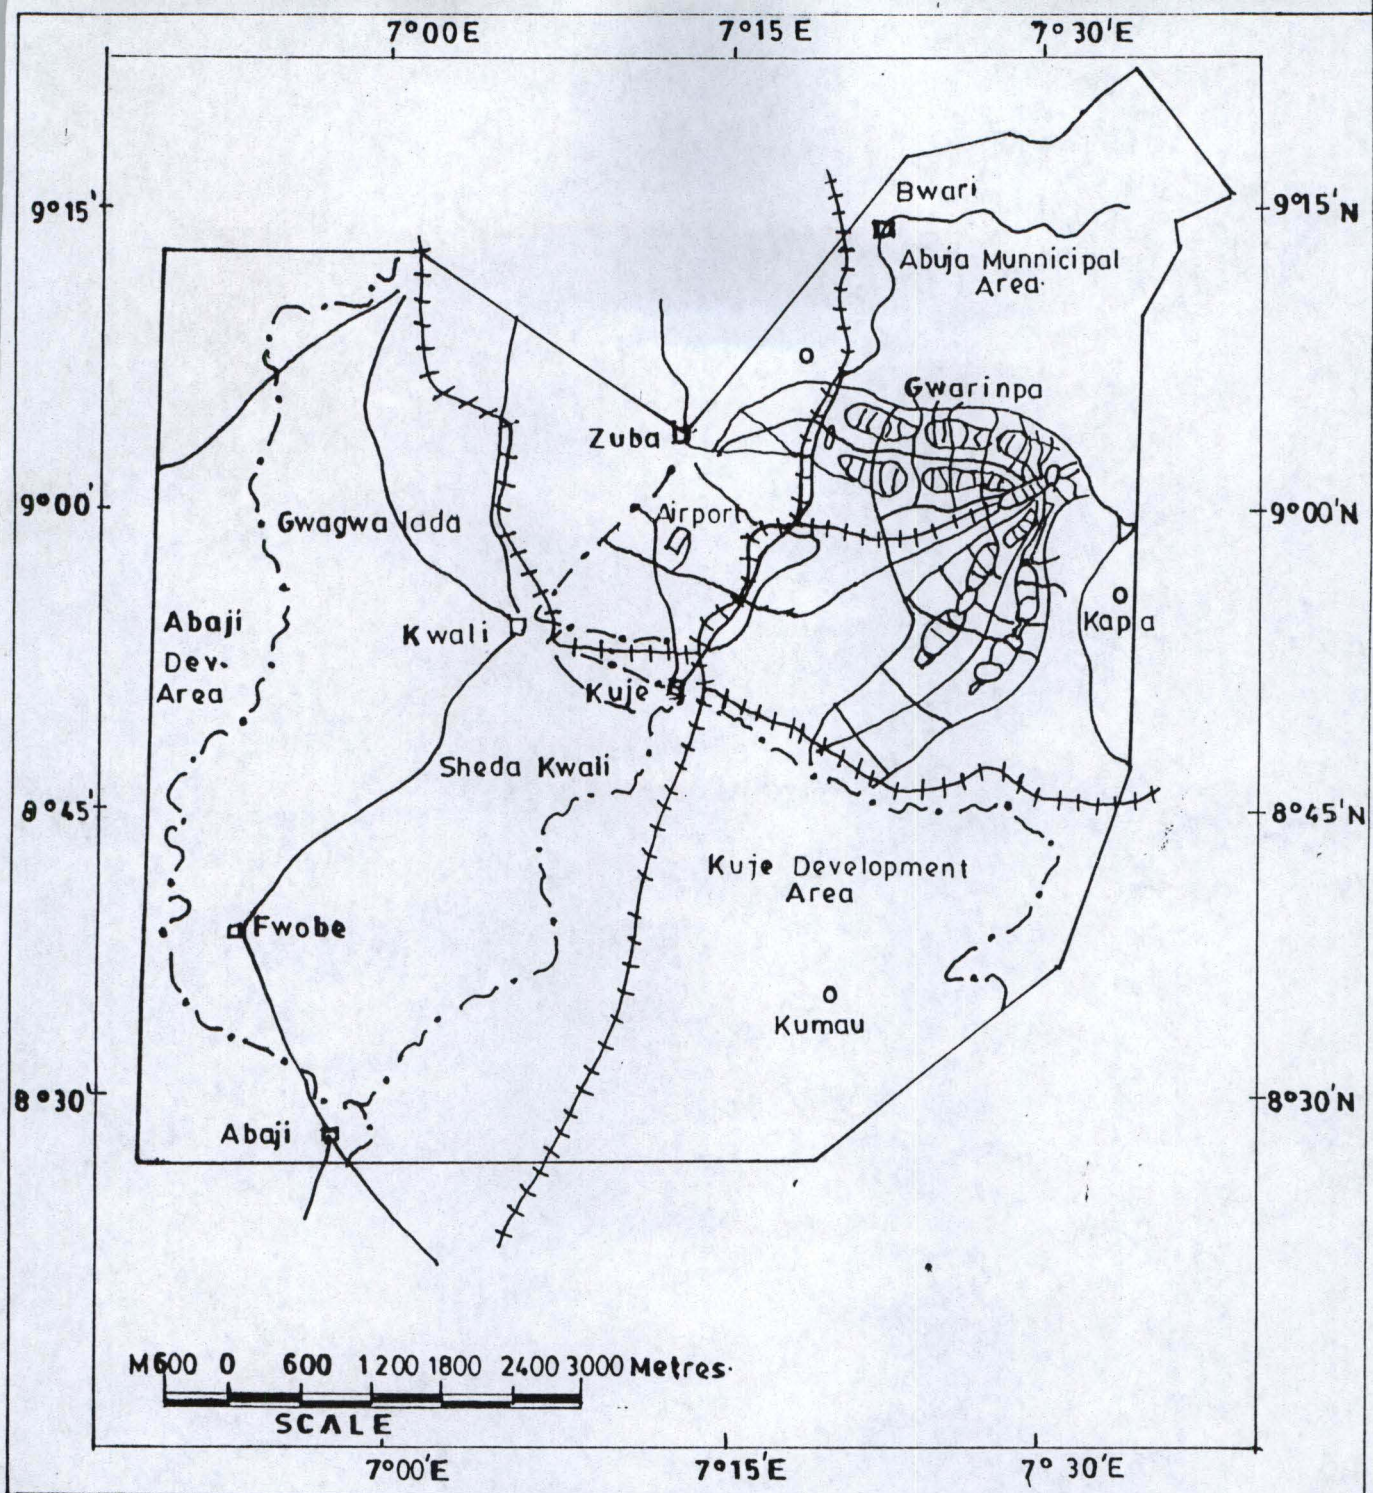 7°00E 7°15E 7°30'E
9°15' 9°15'N
Bwari
Abuja Munnicipal
Area.
Gwarinpa
Zuba
9°00' 9°00'N
Gwagwa lada
Airport
Abaji
Dev.
Area
Kwali
Kapa
Kuje
Sheda Kwali
8°45' 8°45'N
Kuje Development
Area
Fwobe
Kumau
8°30' 8°30'N
Abaji
M600 0 600 1200 1800 2400 3000 Metres.
SCALE
7°00'E 7°15'E 7°30'E